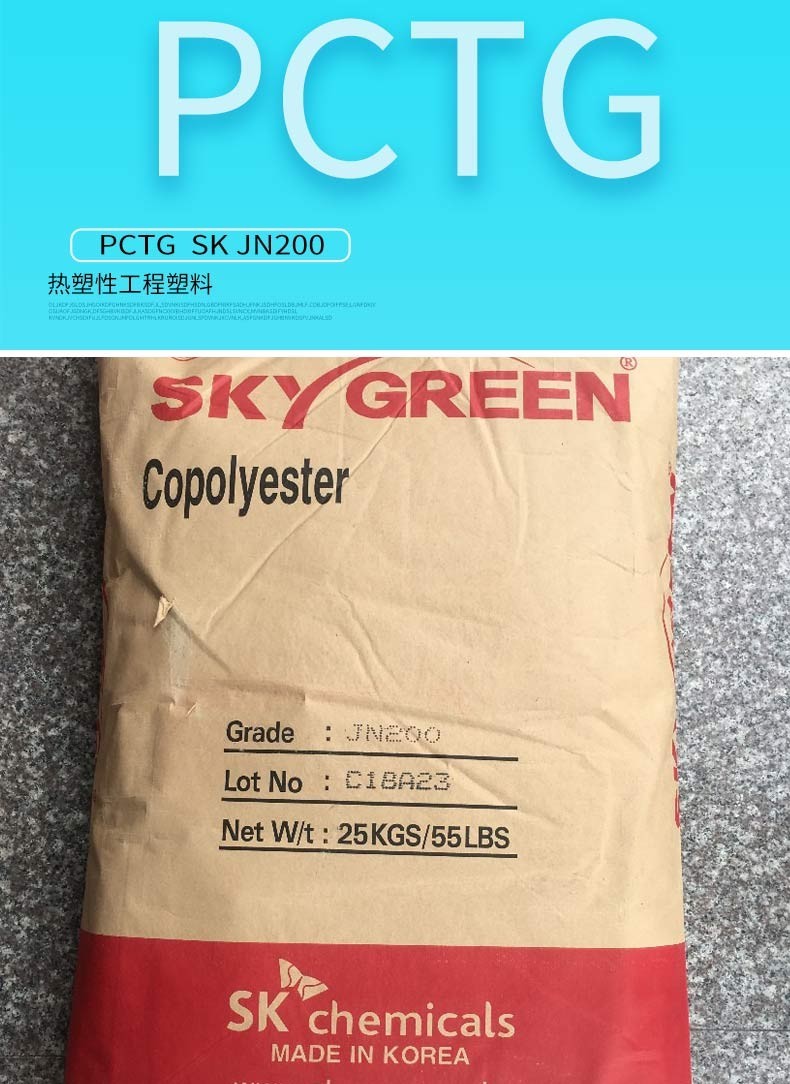 PCTG
PCTG SK JN200
热塑性工程塑料
SKYGREEN®
Copolyester
Grade : JN200
Lot No : C18A23
Net W/t : 25KGS/55LBS
SK chemicals
MADE IN KOREA